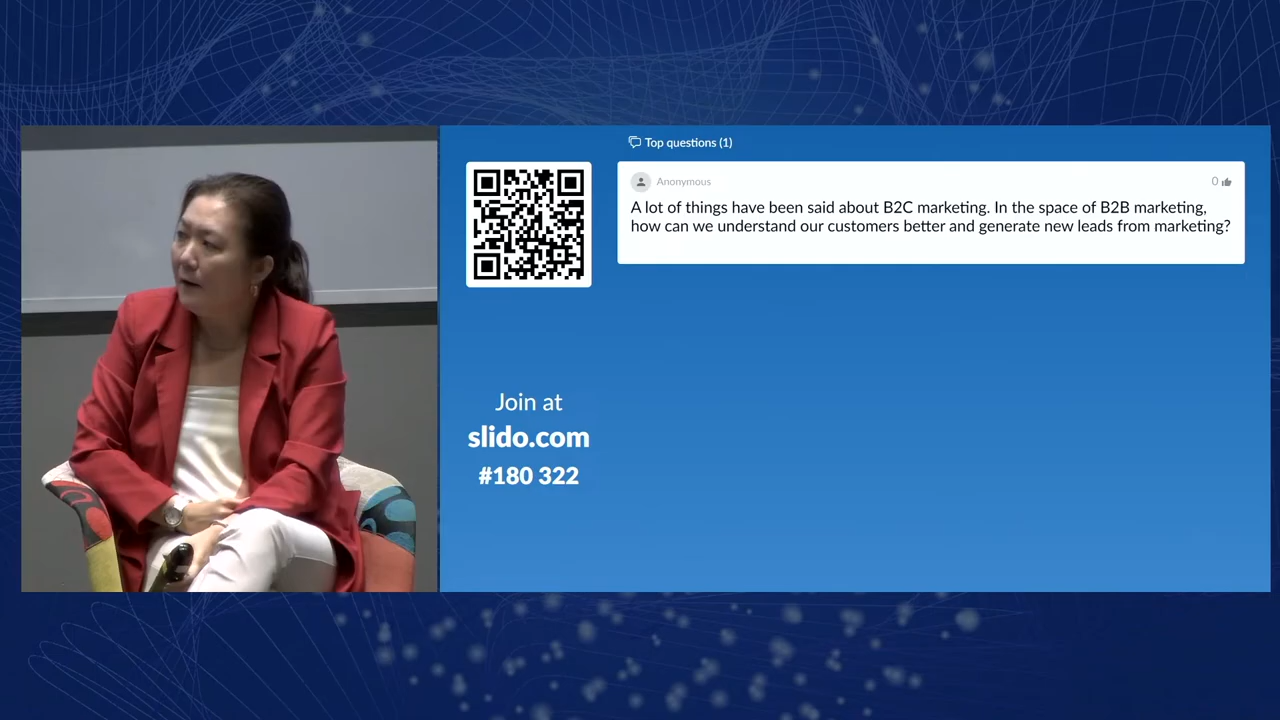 Top questions (1)
Anonymous
0
A lot of things have been said about B2C marketing. In the space of B2B marketing,
how can we understand our customers better and generate new leads from marketing?
Join at
slido.com
#180 322